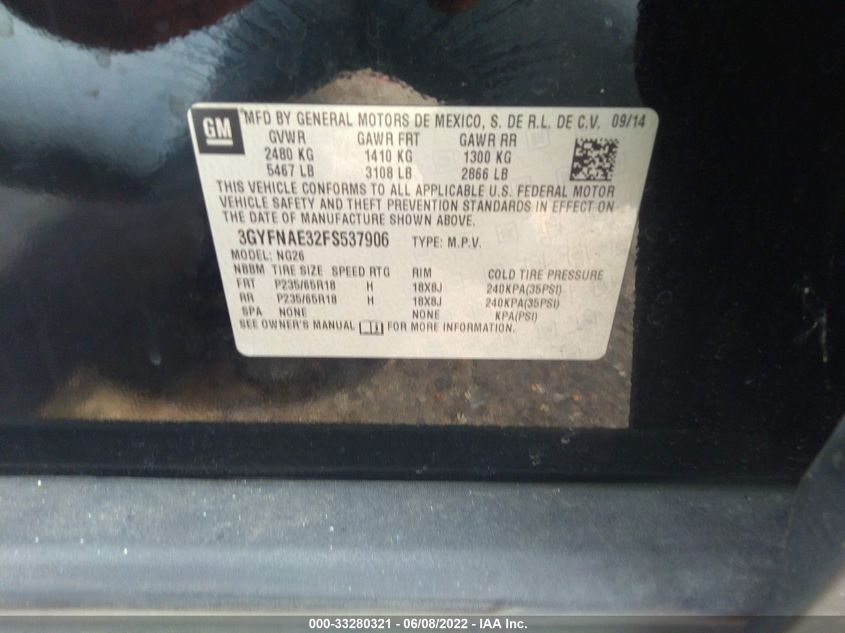 GM
MFD BY GENERAL MOTORS DE MEXICO, S. DE R.L. DE C.V. 09/14
GVWR GAWR FRT GAWR RR
2480 KG 1410 KG 1300 KG
5467 LB 3108 LB 2866 LB
THIS VEHICLE CONFORMS TO ALL APPLICABLE U.S. FEDERAL MOTOR
VEHICLE SAFETY AND THEFT PREVENTION STANDARDS IN EFFECT ON
THE DATE OF MANUFACTURE SHOWN ABOVE.
3GYFNAE32FS537906 TYPE: M.P.V.
MODEL: NG26
NBBM TIRE SIZE SPEED RTG RIM COLD TIRE PRESSURE
FRT P235/65R18 H 18X8J 240KPA(35PSI)
RR P235/65R18 H 18X8J 240KPA(35PSI)
SPA NONE NONE KPA(PSI)
SEE OWNER'S MANUAL FOR MORE INFORMATION.
000-33280321 - 06/08/2022 - IAA Inc.